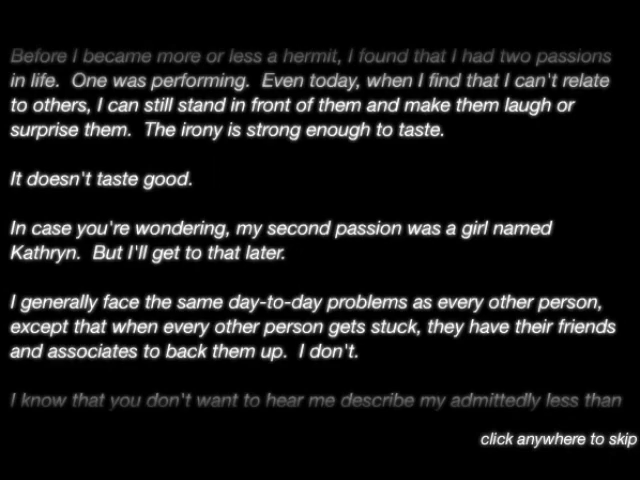 Before I became more or less a hermit, I found that I had two passions
in life.  One was performing.  Even today, when I find that I can't relate
to others, I can still stand in front of them and make them laugh or
surprise them.  The irony is strong enough to taste.
It doesn't taste good.
In case you're wondering, my second passion was a girl named
Kathryn.  But I'll get to that later.
I generally face the same day-to-day problems as every other person,
except that when every other person gets stuck, they have their friends
and associates to back them up.  I don't.
I know that you don't want to hear me describe my admittedly less than
click anywhere to skip